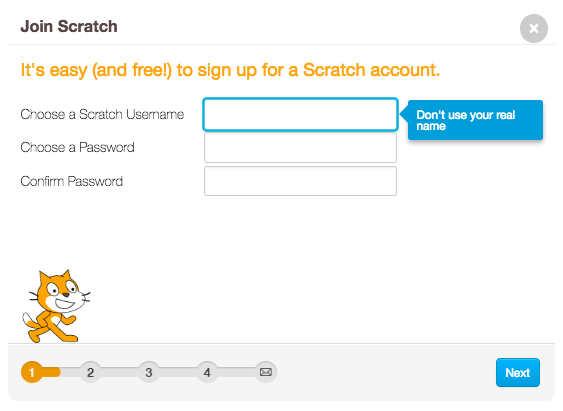 Join Scratch
x
It's easy (and free!) to sign up for a Scratch account.
Choose a Scratch Username
Don't use your real
name
Choose a Password
Confirm Password
1 2 3 4
Next